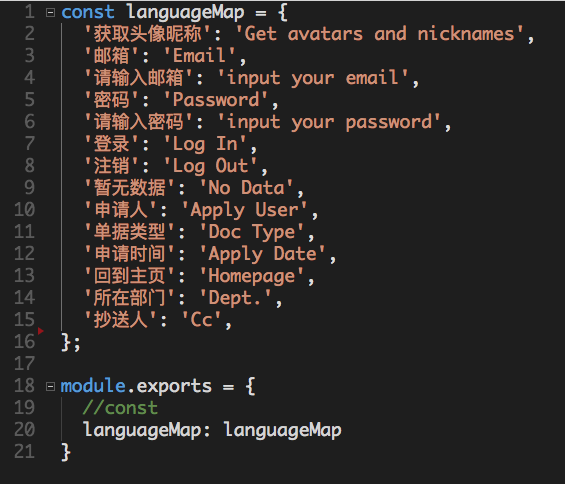 1 const languageMap = {
2 '获取头像昵称': 'Get avatars and nicknames',
3 '邮箱': 'Email',
4 '请输入邮箱': 'input your email',
5 '密码': 'Password',
6 '请输入密码': 'input your password',
7 '登录': 'Log In',
8 '注销': 'Log Out',
9 '暂无数据': 'No Data',
10 '申请人': 'Apply User',
11 '单据类型': 'Doc Type',
12 '申请时间': 'Apply Date',
13 '回到主页': 'Homepage',
14 '所在部门': 'Dept.',
15 '抄送人': 'Cc',
16 };
17
18 module.exports = {
19 //const
20 languageMap: languageMap
21 }